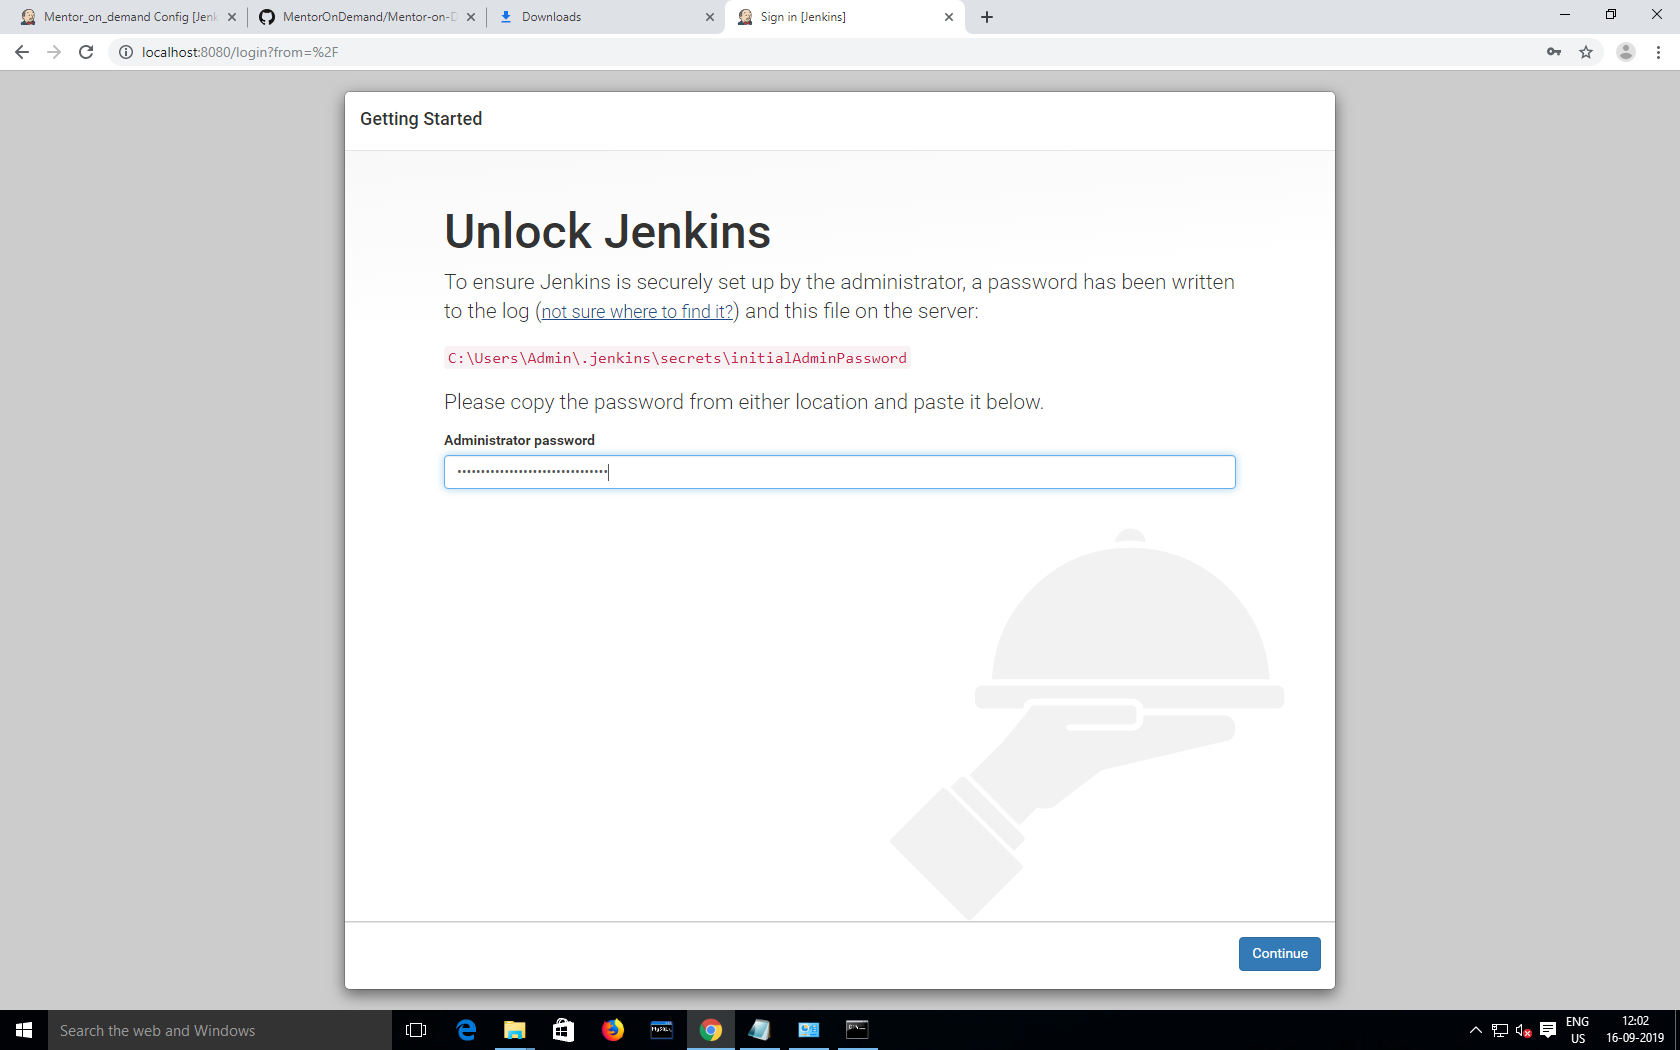 Mentor_on_demand Config [Jenk
MentorOnDemand/Mentor-on-D
Downloads
Sign in [Jenkins]
localhost:8080/login?from=%2F
Getting Started
Unlock Jenkins
To ensure Jenkins is securely set up by the administrator, a password has been written
to the log (not sure where to find it?) and this file on the server:
C:\Users\Admin\.jenkins\secrets\initialAdminPassword
Please copy the password from either location and paste it below.
Administrator password
Continue
Search the web and Windows
MySQL
ENG
US
12:02
16-09-2019